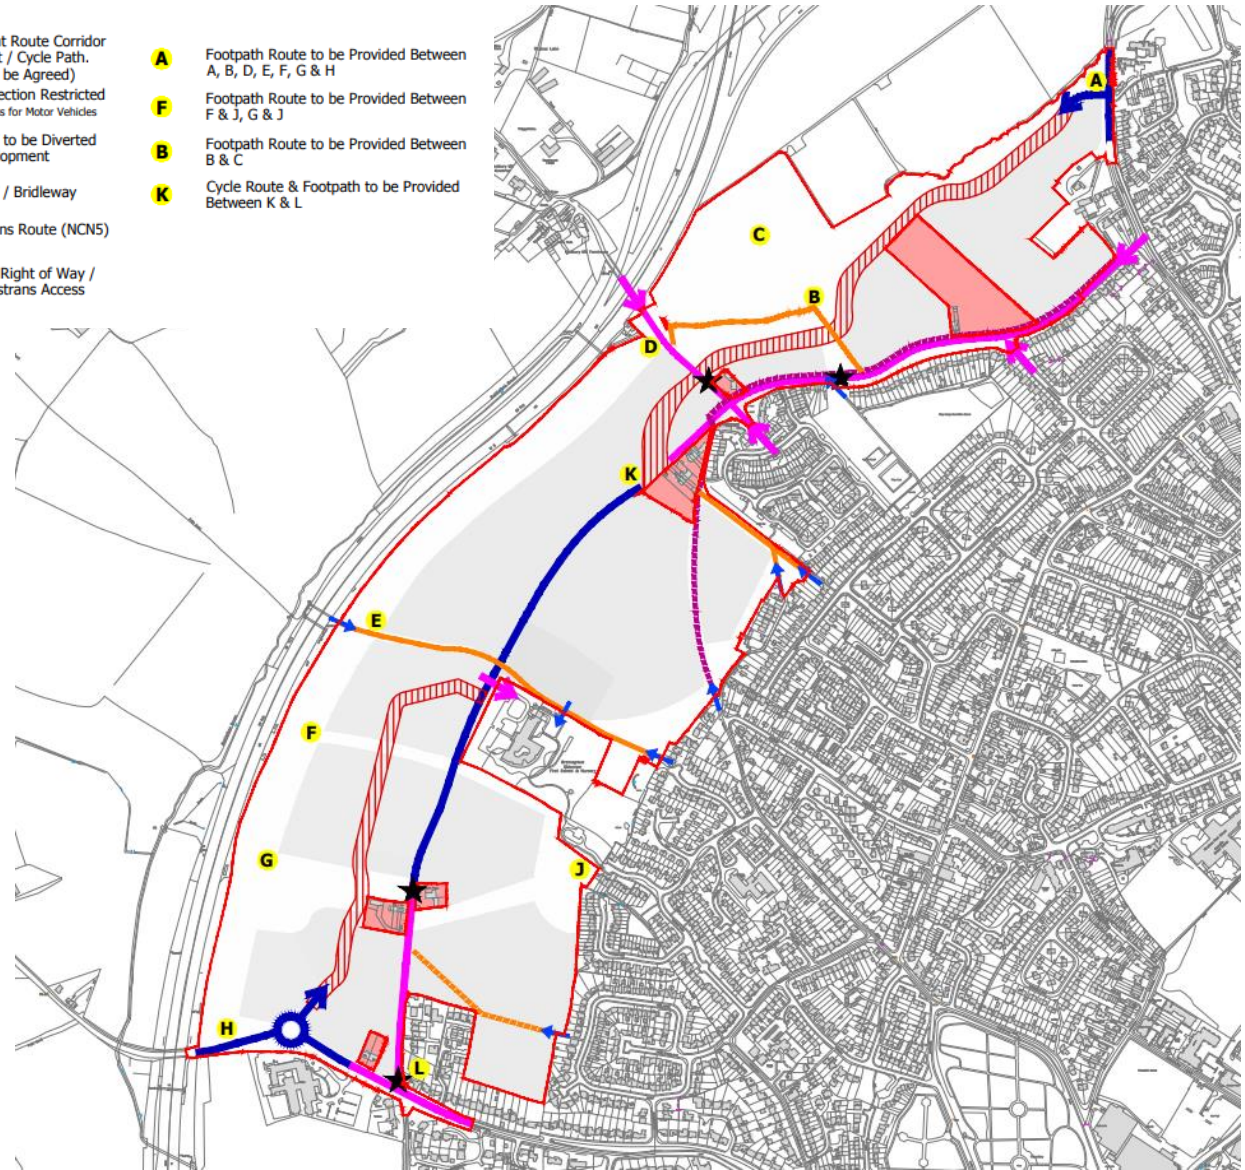 t Route Corridor
t / Cycle Path.
be Agreed)
ection Restricted
s for Motor Vehicles
to be Diverted
opment
/ Bridleway
ns Route (NCN5)
Right of Way /
strans Access
A Footpath Route to be Provided Between
A, B, D, E, F, G & H
F Footpath Route to be Provided Between
F & J, G & J
B Footpath Route to be Provided Between
B & C
K Cycle Route & Footpath to be Provided
Between K & L
A
C
B
D
K
E
F
G
J
H
L